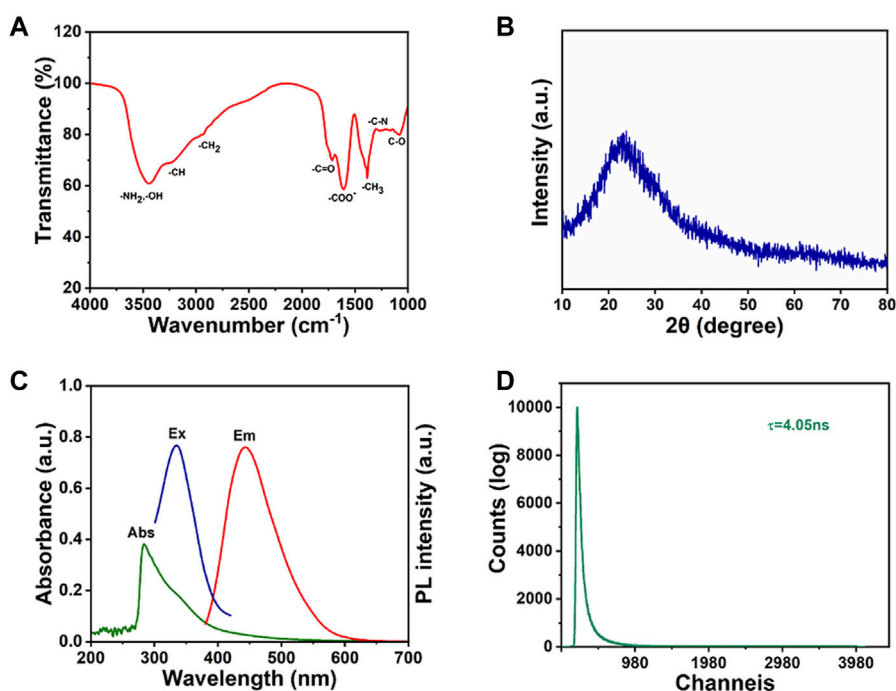 A
Transmittance (%)
120
100
80
60
40
20
-NH₂,-OH
-CH
-CH₂
-C=O
-COO⁻
-C-N
-CH₃
C-O
4000 3500 3000 2500 2000 1500 1000
Wavenumber (cm⁻¹)
B
Intensity (a.u.)
10 20 30 40 50 60 70 80
2θ (degree)
C
Absorbance (a.u.)
1.0
0.8
0.6
0.4
0.2
0.0
Abs
Ex
Em
PL intensity (a.u.)
200 300 400 500 600 700
Wavelength (nm)
D
Counts (log)
10000
8000
6000
4000
2000
0
τ=4.05ns
980 1980 2980 3980
Channeis